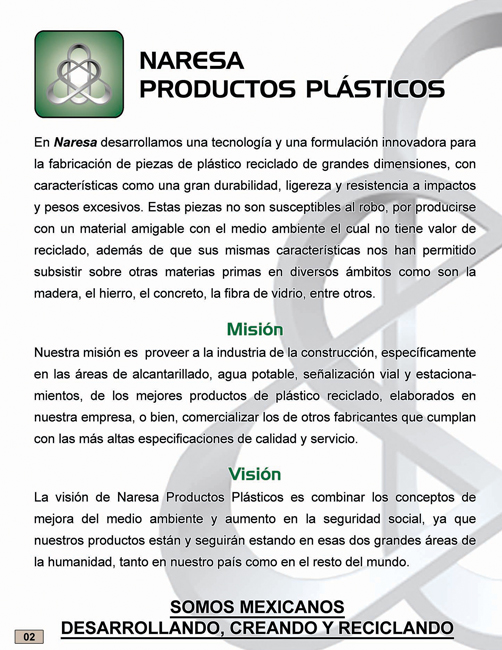 NARESA
PRODUCTOS PLÁSTICOS
En Naresa desarrollamos una tecnología y una formulación innovadora para
la fabricación de piezas de plástico reciclado de grandes dimensiones, con
características como una gran durabilidad, ligereza y resistencia a impactos
y pesos excesivos. Estas piezas no son susceptibles al robo, por producirse
con un material amigable con el medio ambiente el cual no tiene valor de
reciclado, además de que sus mismas características nos han permitido
subsistir sobre otras materias primas en diversos ámbitos como son la
madera, el hierro, el concreto, la fibra de vidrio, entre otros.
Misión
Nuestra misión es proveer a la industria de la construcción, específicamente
en las áreas de alcantarillado, agua potable, señalización vial y estaciona-
mientos, de los mejores productos de plástico reciclado, elaborados en
nuestra empresa, o bien, comercializar los de otros fabricantes que cumplan
con las más altas especificaciones de calidad y servicio.
Visión
La visión de Naresa Productos Plásticos es combinar los conceptos de
mejora del medio ambiente y aumento en la seguridad social, ya que
nuestros productos están y seguirán estando en esas dos grandes áreas de
la humanidad, tanto en nuestro país como en el resto del mundo.
SOMOS MEXICANOS
DESARROLLANDO, CREANDO Y RECICLANDO
02